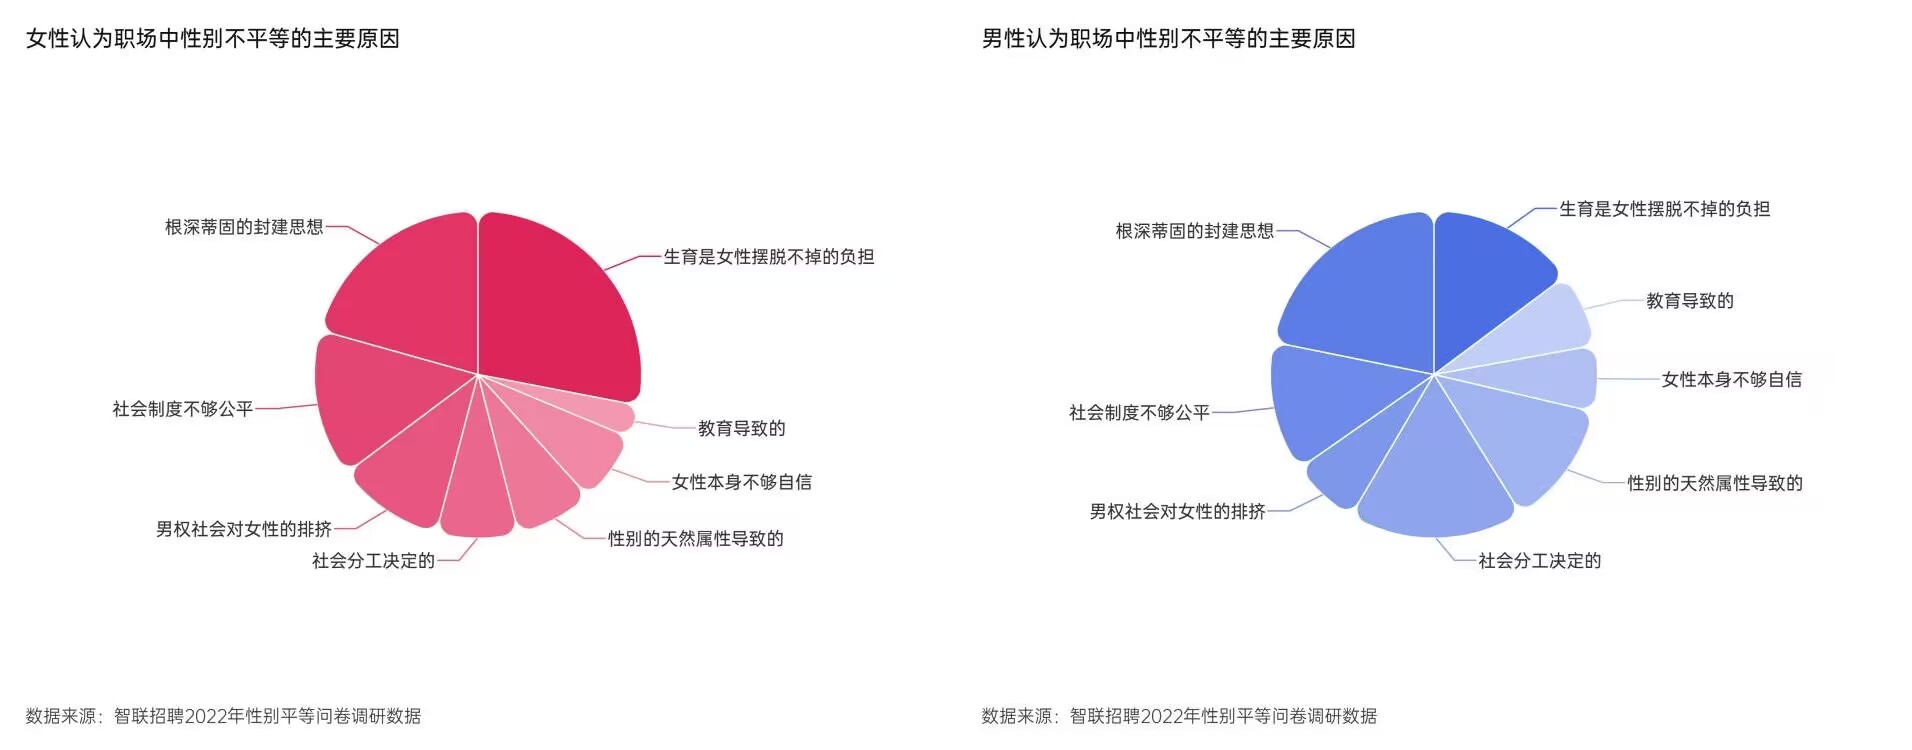 女性认为职场中性别不平等的主要原因
根深蒂固的封建思想
生育是女性摆脱不掉的负担
社会制度不够公平
教育导致的
女性本身不够自信
男权社会对女性的排挤
性别的天然属性导致的
社会分工决定的
数据来源：智联招聘2022年性别平等问卷调研数据
男性认为职场中性别不平等的主要原因
生育是女性摆脱不掉的负担
根深蒂固的封建思想
教育导致的
女性本身不够自信
社会制度不够公平
性别的天然属性导致的
男权社会对女性的排挤
社会分工决定的
数据来源：智联招聘2022年性别平等问卷调研数据